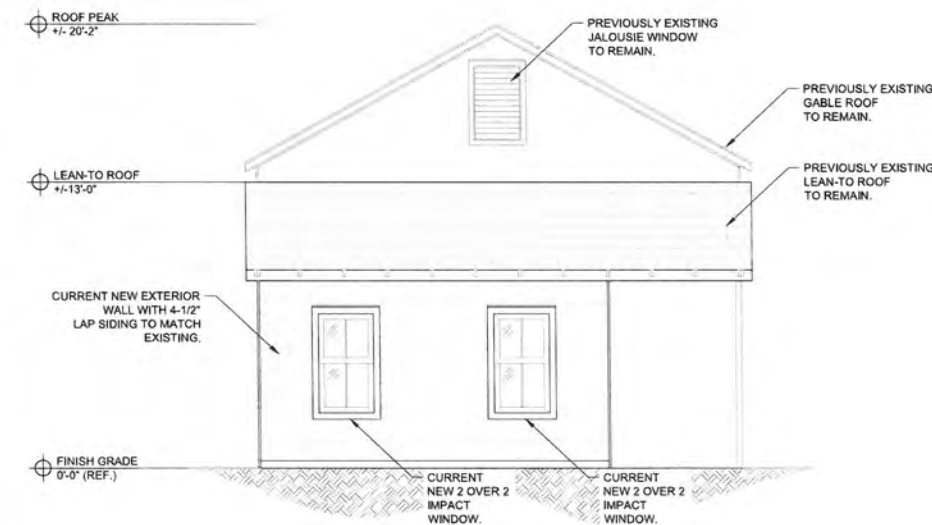 ROOF PEAK
+/- 20'-2"
PREVIOUSLY EXISTING
JALOUSIE WINDOW
TO REMAIN.
PREVIOUSLY EXISTING
GABLE ROOF
TO REMAIN.
LEAN-TO ROOF
+/-13'-0"
PREVIOUSLY EXISTING
LEAN-TO ROOF
TO REMAIN.
CURRENT NEW EXTERIOR
WALL WITH 4-1/2"
LAP SIDING TO MATCH
EXISTING.
FINISH GRADE
0'-0" (REF.)
CURRENT
NEW 2 OVER 2
IMPACT
WINDOW.
CURRENT
NEW 2 OVER 2
IMPACT
WINDOW.